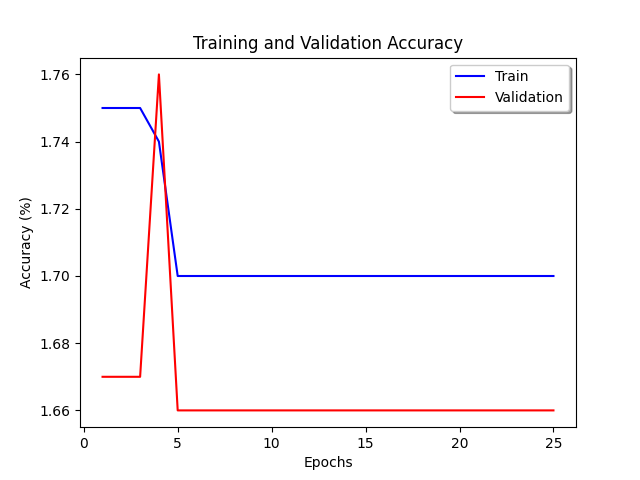 Training and Validation Accuracy
Train
Validation
Accuracy (%)
1.76
1.74
1.72
1.70
1.68
1.66
0
5
10
15
20
25
Epochs